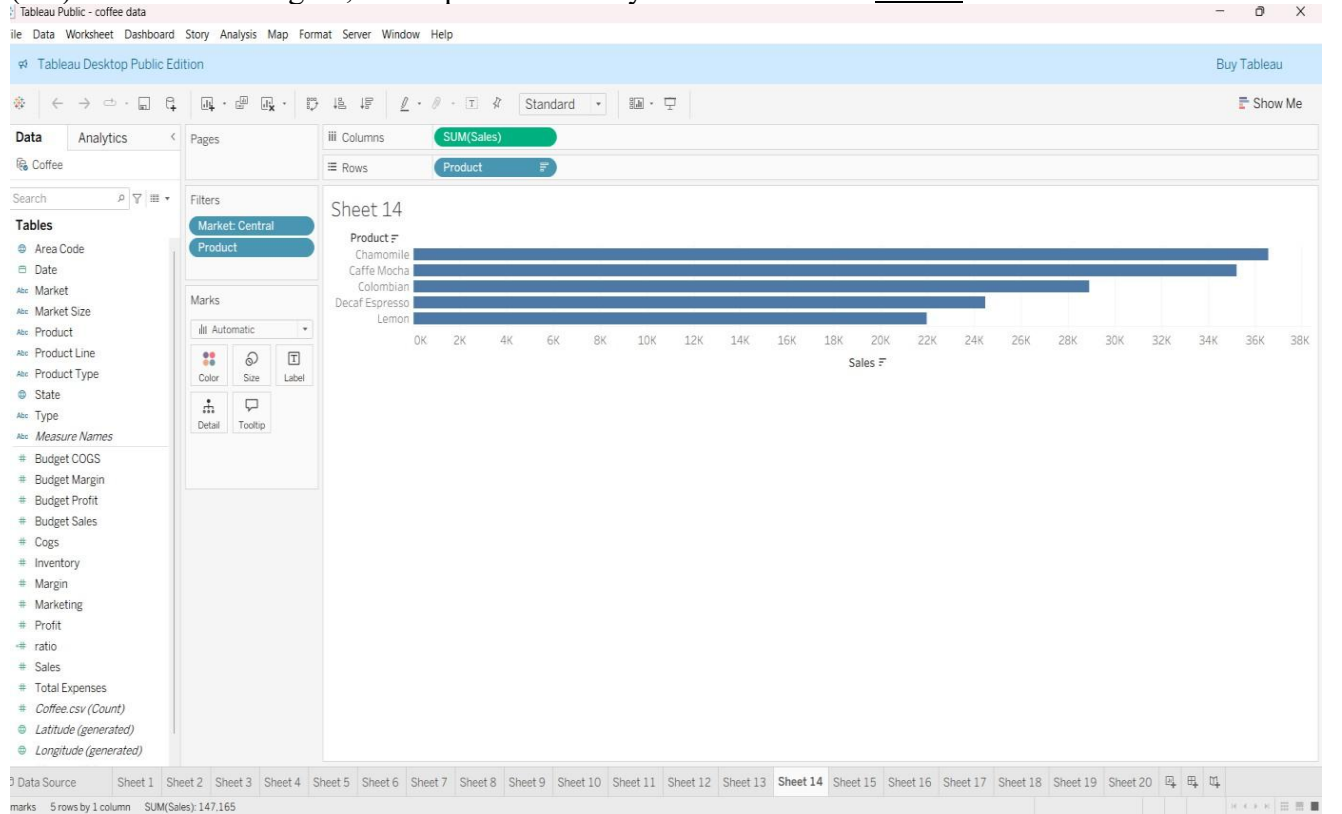 Tableau Public - coffee data
ile Data Worksheet Dashboard Story Analysis Map Format Server Window Help
Tableau Desktop Public Edition Buy Tableau
Standard Show Me
Data Analytics Pages Columns SUM(Sales)
Coffee Rows Product
Search Filters
Tables Market: Central
Product
Sheet 14
Area Code
Date
Abc Market
Abc Market Size
Abc Product
Abc Product Line
Abc Product Type
State
Abc Type
Abc Measure Names
# Budget COGS
# Budget Margin
# Budget Profit
# Budget Sales
# Cogs
# Inventory
# Margin
# Marketing
# Profit
# ratio
# Sales
# Total Expenses
# Coffee.csv (Count)
Latitude (generated)
Longitude (generated)
Marks
Automatic
Color Size Label
Detail Tooltip
Product
Chamomile
Caffe Mocha
Colombian
Decaf Espresso
Lemon
0K 2K 4K 6K 8K 10K 12K 14K 16K 18K 20K 22K 24K 26K 28K 30K 32K 34K 36K 38K
Sales
Data Source Sheet 1 Sheet 2 Sheet 3 Sheet 4 Sheet 5 Sheet 6 Sheet 7 Sheet 8 Sheet 9 Sheet 10 Sheet 11 Sheet 12 Sheet 13 Sheet 14 Sheet 15 Sheet 16 Sheet 17 Sheet 18 Sheet 19 Sheet 20
marks 5 rows by 1 column SUM(Sales): 147,165